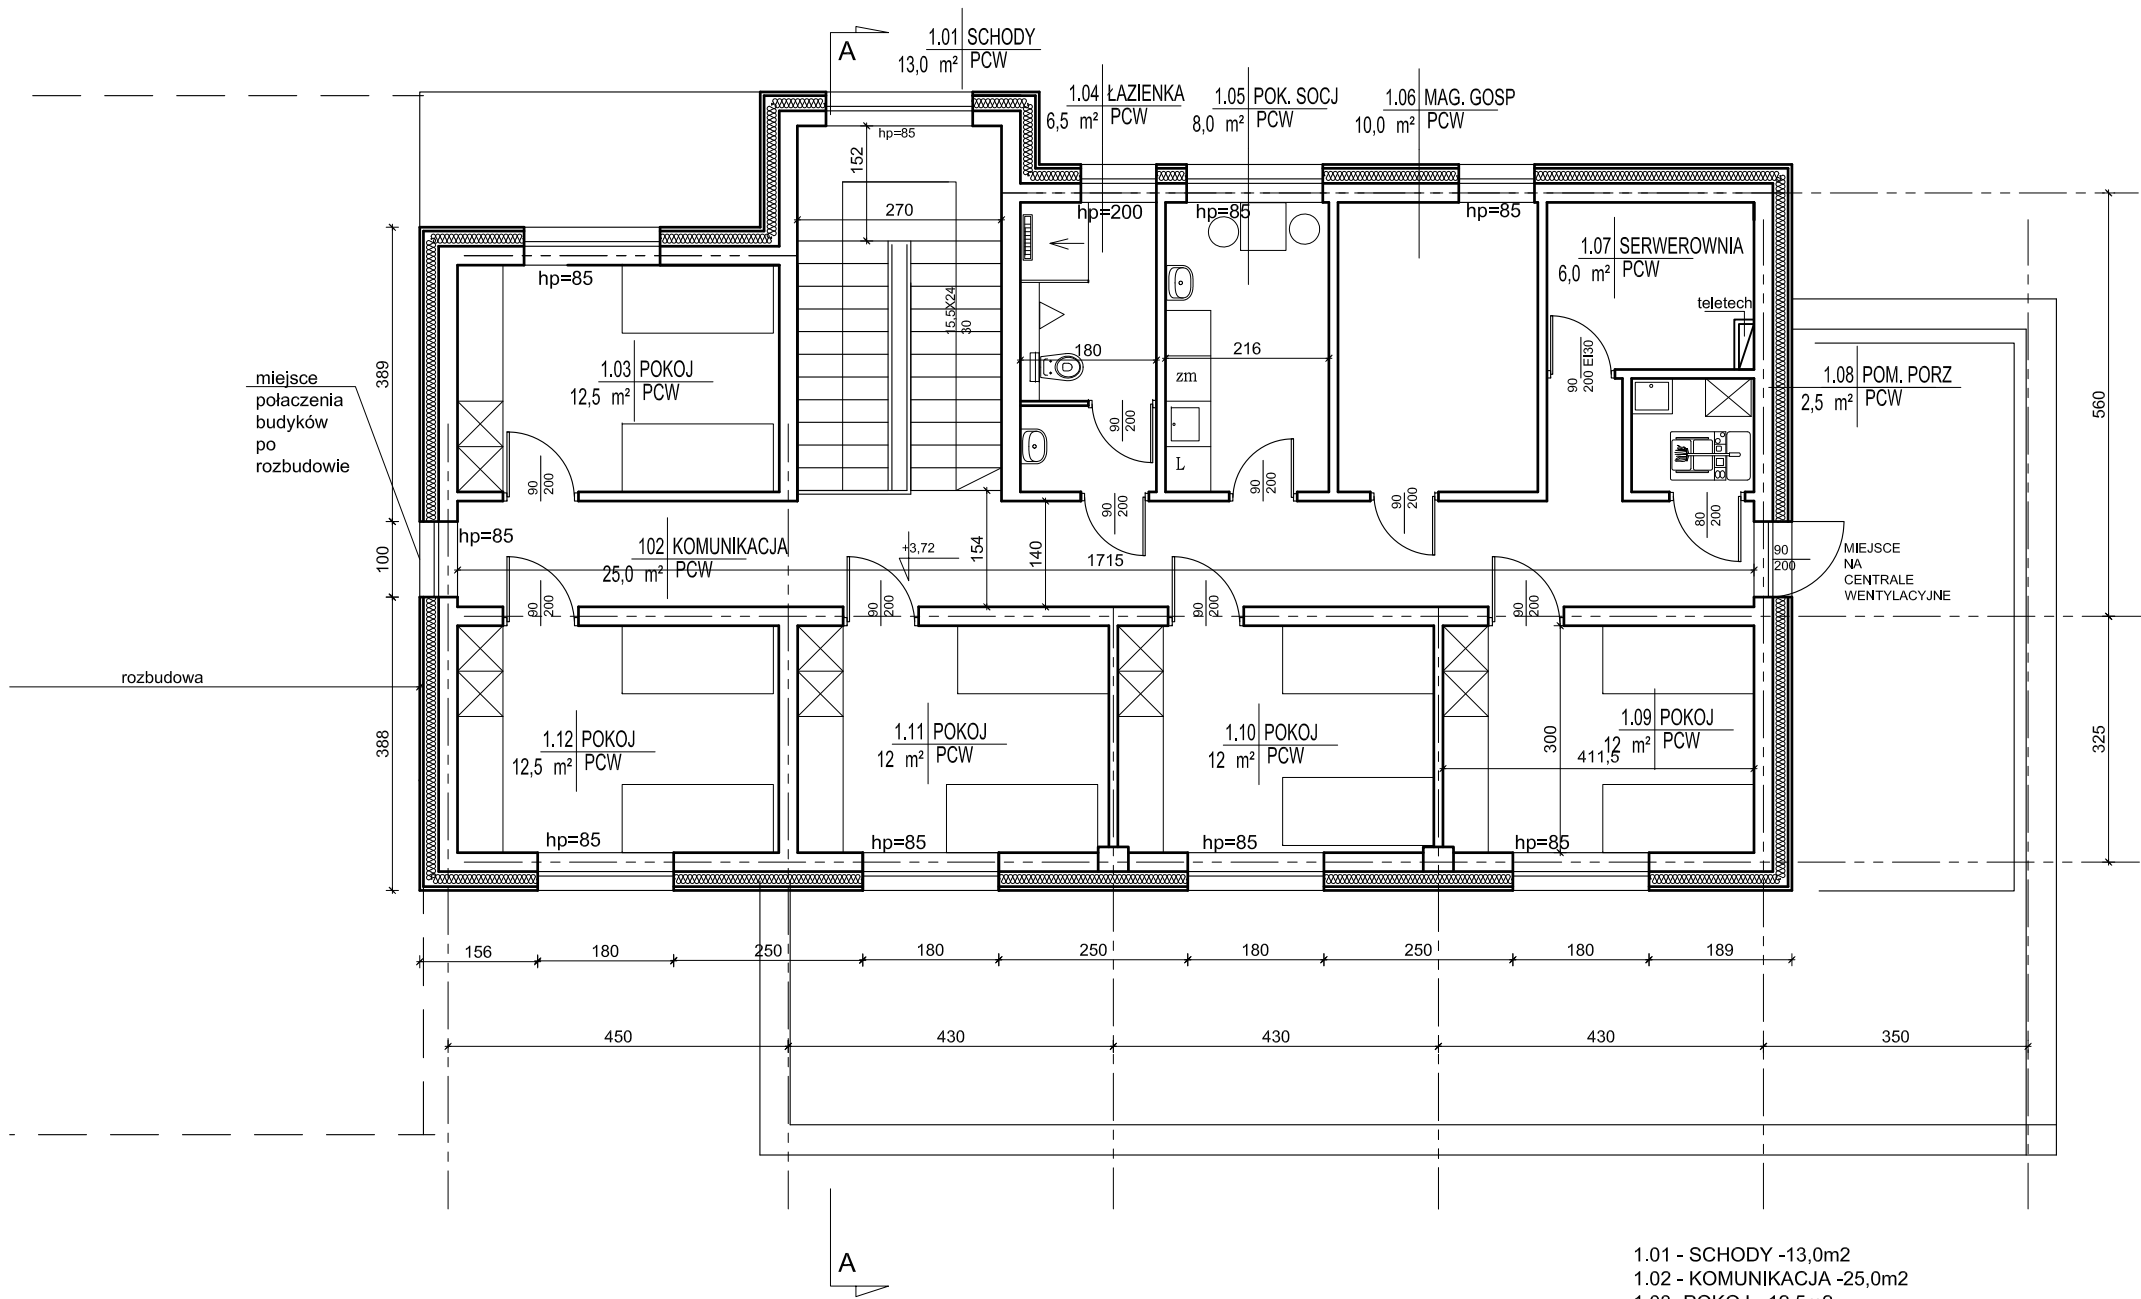 A
1.01 SCHODY
13,0 m² PCW
1.04 ŁAZIENKA
6,5 m² PCW
1.05 POK. SOCJ
8,0 m² PCW
1.06 MAG. GOSP
10,0 m² PCW
hp=85
152
270
15,5X24
30
hp=200
hp=85
hp=85
1.07 SERWEROWNIA
6,0 m² PCW
teletech
hp=85
1.03 POKOJ
12,5 m² PCW
180
216
zm
L
90
200 EI30
1.08 POM. PORZ
2,5 m² PCW
miejsce
połaczenia
budyków
po
rozbudowie
389
560
90
200
90
200
90
200
90
200
90
200
80
200
hp=85
102 KOMUNIKACJA
25,0 m² PCW
+3,72
154
140
1715
100
90
200
MIEJSCE
NA
CENTRALE
WENTYLACYJNE
90
200
90
200
90
200
90
200
rozbudowa
388
1.12 POKOJ
12,5 m² PCW
1.11 POKOJ
12 m² PCW
1.10 POKOJ
12 m² PCW
1.09 POKOJ
12 m² PCW
300
411,5
325
hp=85
hp=85
hp=85
hp=85
156 180 250 180 250 180 250 180 189
450 430 430 430 350
A
1.01 - SCHODY -13,0m2
1.02 - KOMUNIKACJA -25,0m2